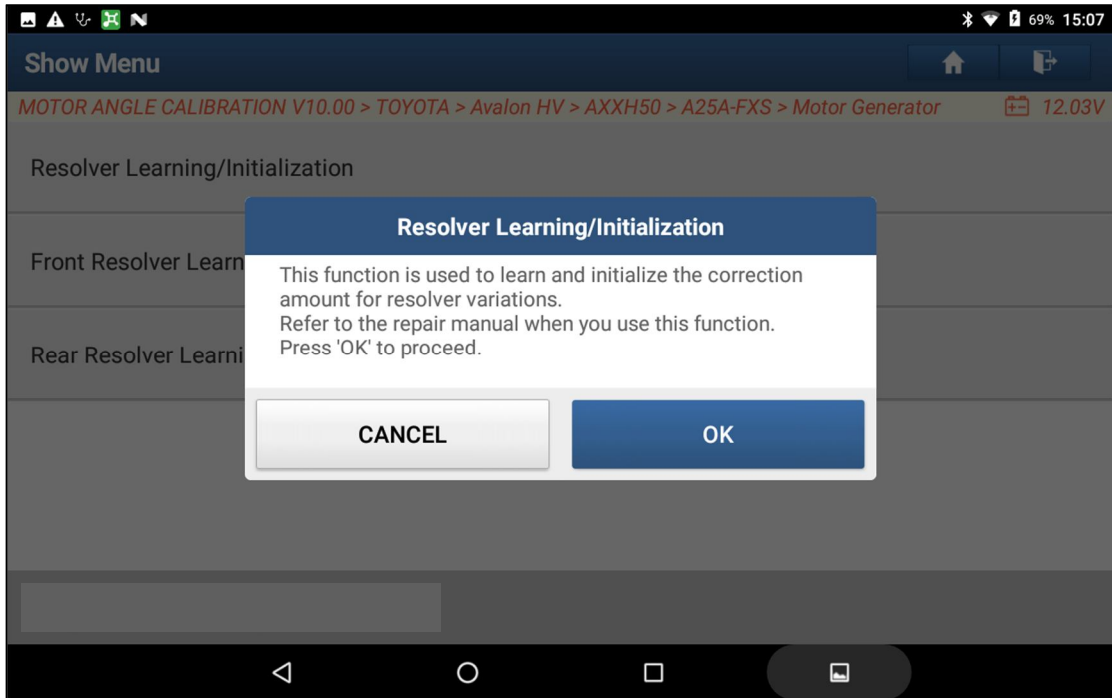 69% 15:07
Show Menu
MOTOR ANGLE CALIBRATION V10.00 > TOYOTA > Avalon HV > AXXH50 > A25A-FXS > Motor Generator 12.03V
Resolver Learning/Initialization
Resolver Learning/Initialization
Front Resolver Learn
This function is used to learn and initialize the correction
amount for resolver variations.
Refer to the repair manual when you use this function.
Press 'OK' to proceed.
Rear Resolver Learni
CANCEL OK